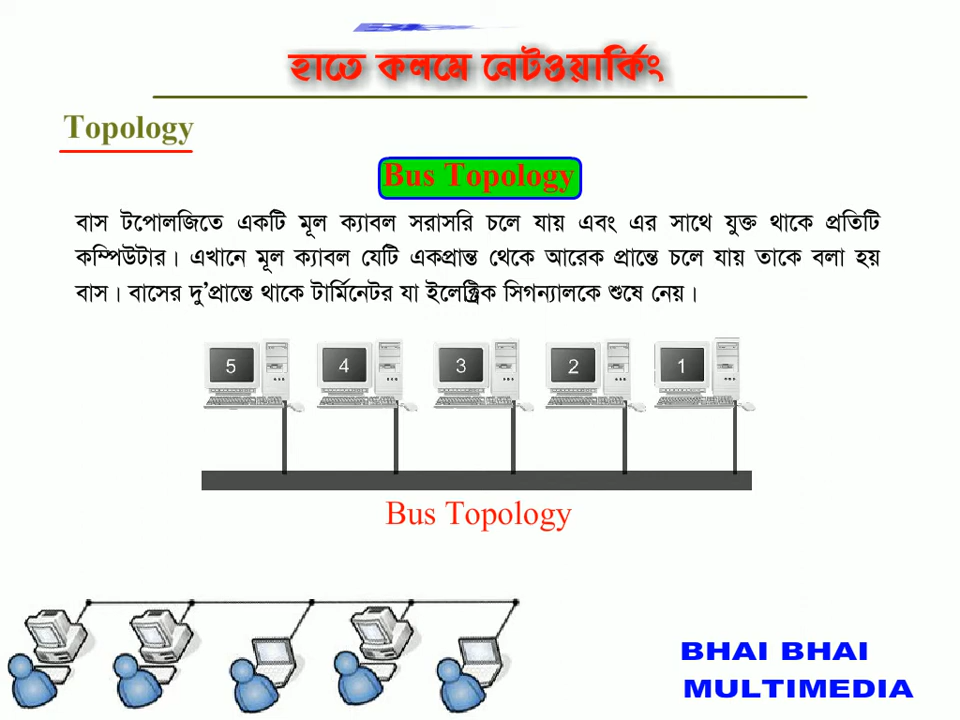 হাতে কলমে নেটওয়ার্কিং
Topology
Bus Topology
বাস টপোলজিতে একটি মূল ক্যাবল সরাসরি চলে যায় এবং এর সাথে যুক্ত থাকে প্রতিটি
কম্পিউটার। এখানে মূল ক্যাবল যেটি একপ্রান্ত থেকে আরেক প্রান্তে চলে যায় তাকে বলা হয়
বাস। বাসের দু’প্রান্তে থাকে টার্মিনেটর যা ইলেক্ট্রিক সিগন্যালকে শুষে নেয়।
5 4 3 2 1
Bus Topology
BHAI BHAI
MULTIMEDIA